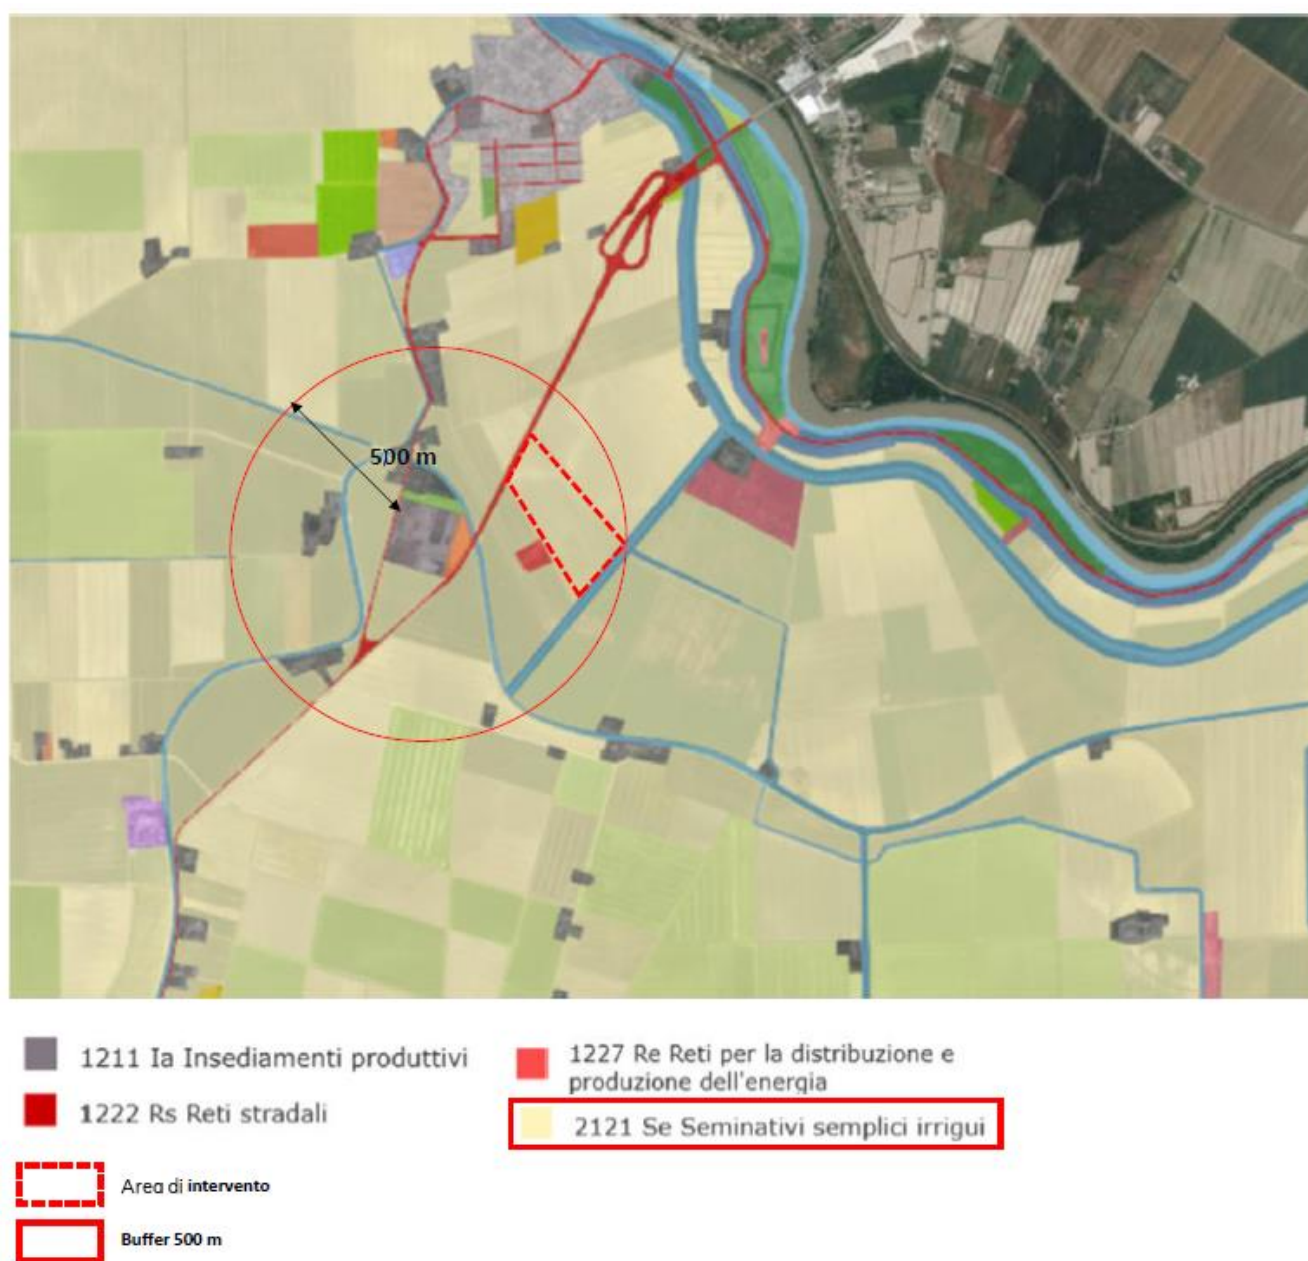 500 m
1211 Ia Insediamenti produttivi
1222 Rs Reti stradali
1227 Re Reti per la distribuzione e
produzione dell'energia
2121 Se Seminativi semplici irrigui
Area di intervento
Buffer 500 m